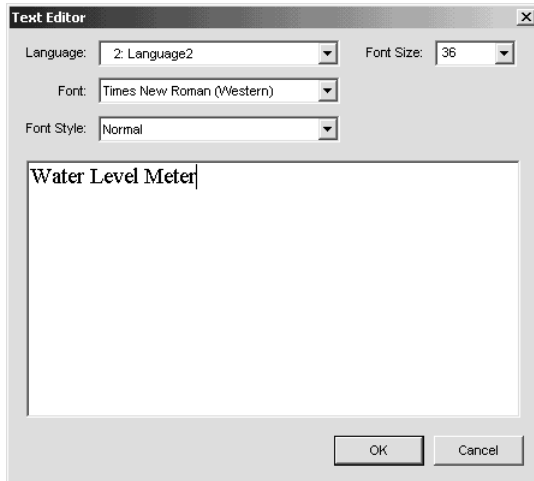 Text Editor
Language: 2: Language2 Font Size: 36
Font: Times New Roman (Western)
Font Style: Normal
Water Level Meter
OK Cancel